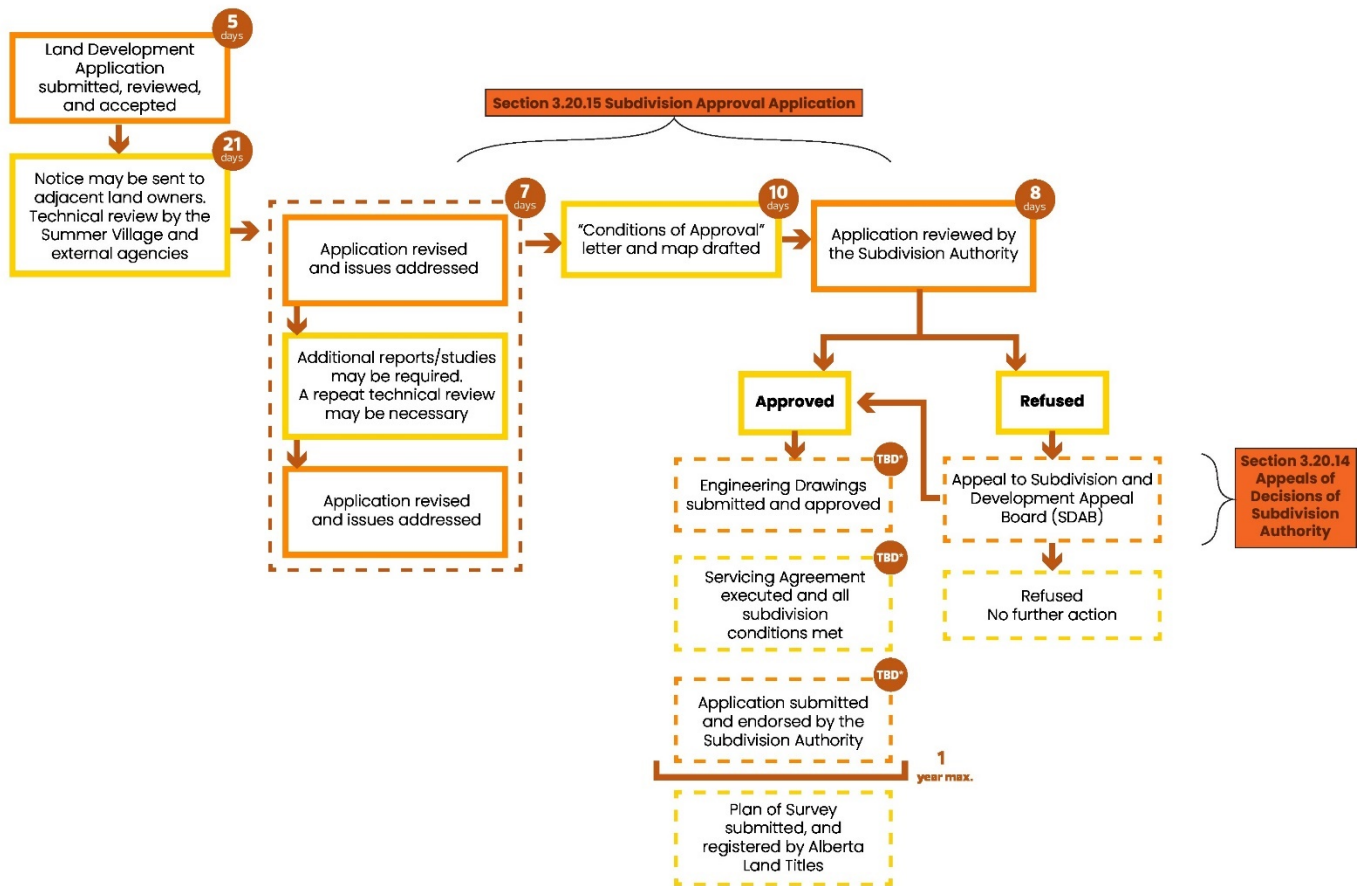 5
days
Land Development
Application
submitted, reviewed,
and accepted
21
days
Notice may be sent to
adjacent land owners.
Technical review by the
Summer Village and
external agencies
Section 3.20.15 Subdivision Approval Application
7
days
Application revised
and issues addressed
Additional reports/studies
may be required.
A repeat technical review
may be necessary
Application revised
and issues addressed
10
days
“Conditions of Approval”
letter and map drafted
8
days
Application reviewed by
the Subdivision Authority
Approved
Refused
TBD*
Engineering Drawings
submitted and approved
TBD*
Servicing Agreement
executed and all
subdivision
conditions met
TBD*
Application submitted
and endorsed by the
Subdivision Authority
1
year max.
Plan of Survey
submitted, and
registered by Alberta
Land Titles
Appeal to Subdivision and
Development Appeal
Board (SDAB)
Refused
No further action
Section 3.20.14
Appeals of
Decisions of
Subdivision
Authority